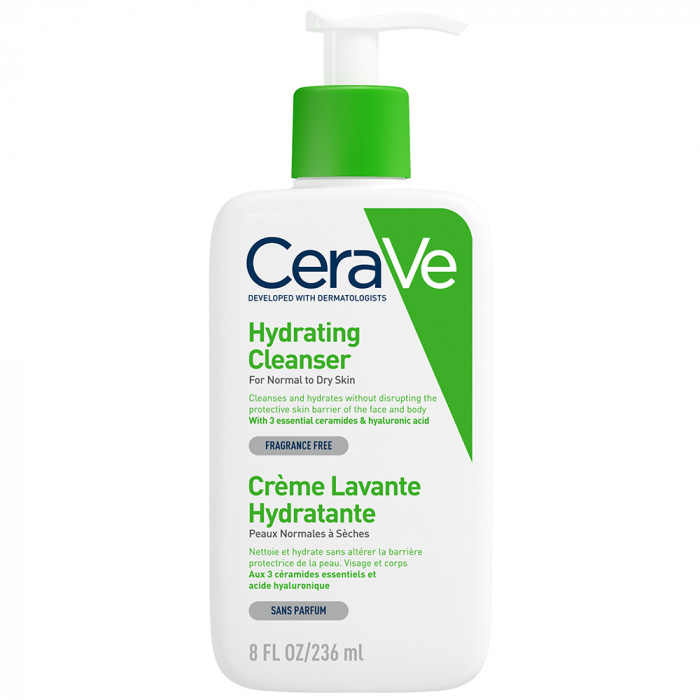 CeraVe
DEVELOPED WITH DERMATOLOGISTS
Hydrating
Cleanser
For Normal to Dry Skin
Cleanses and hydrates without disrupting the
protective skin barrier of the face and body
With 3 essential ceramides & hyaluronic acid
FRAGRANCE FREE
Crème Lavante
Hydratante
Peaux Normales à Sèches
Nettoie et hydrate sans altérer la barrière
protectrice de la peau. Visage et corps
Aux 3 céramides essentiels et
acide hyaluronique
SANS PARFUM
8 FL OZ/236 ml